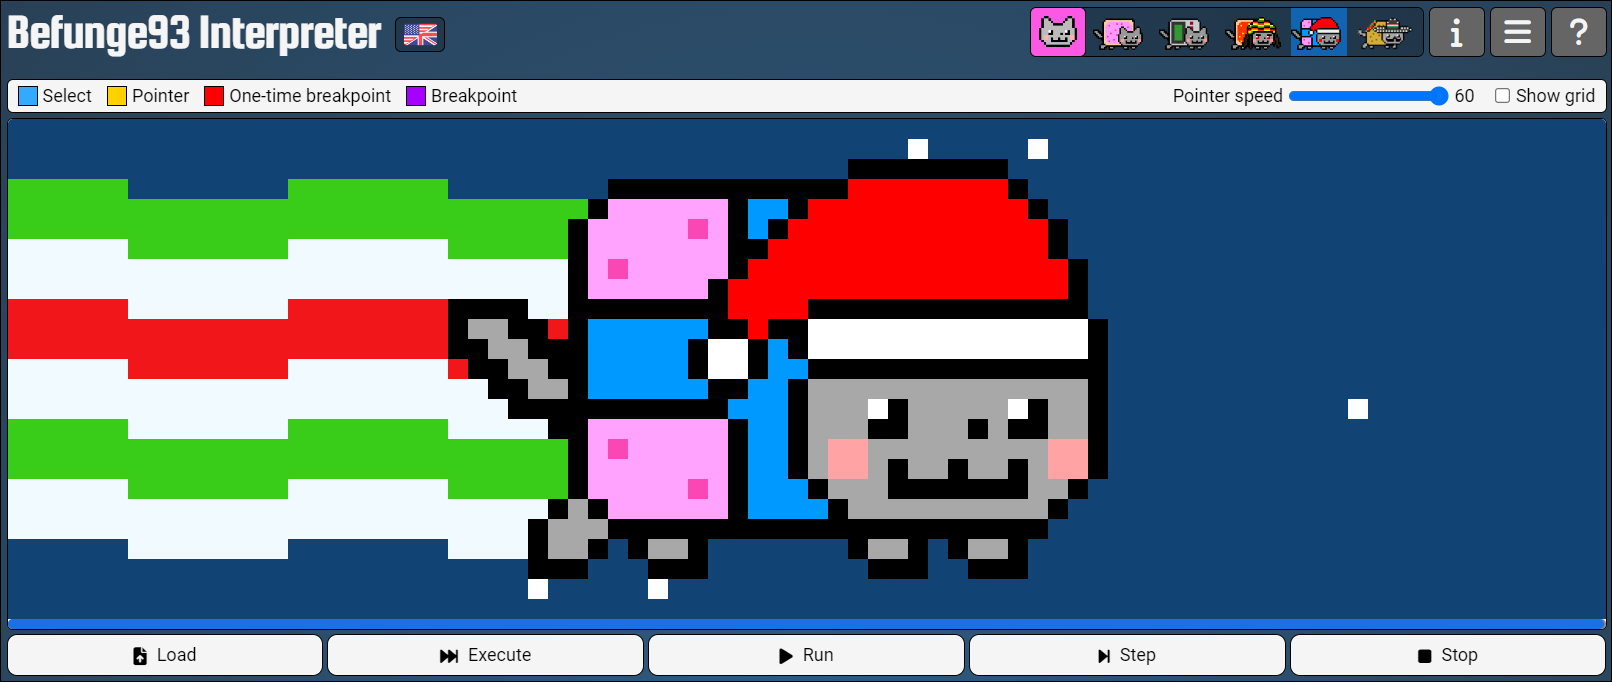 Befunge93 Interpreter
Select Pointer One-time breakpoint Breakpoint Pointer speed 60 Show grid
Load Execute Run Step Stop